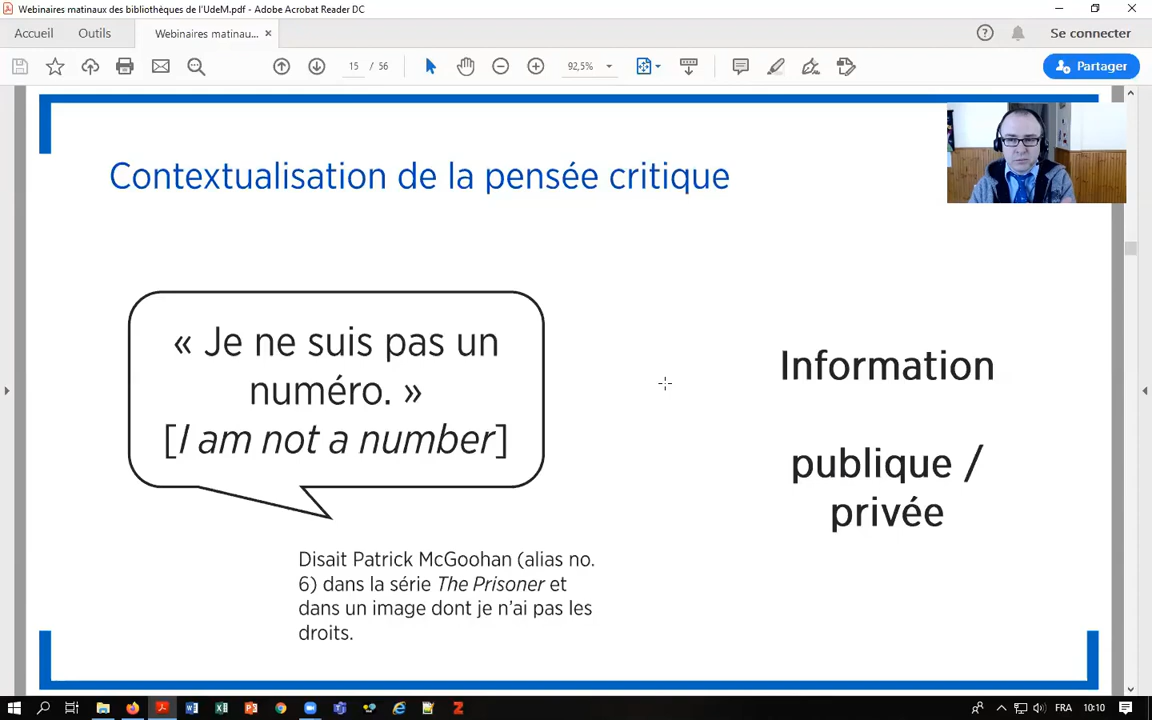 Webinaires matinaux des bibliothèques de l'UdeM.pdf - Adobe Acrobat Reader DC
Accueil Outils Webinaires matinau... ×
Se connecter
15 / 56 92,5% Partager
Contextualisation de la pensée critique
« Je ne suis pas un
numéro. »
[I am not a number]
Disait Patrick McGoohan (alias no.
6) dans la série The Prisoner et
dans un image dont je n'ai pas les
droits.
Information
publique /
privée
FRA 10:10